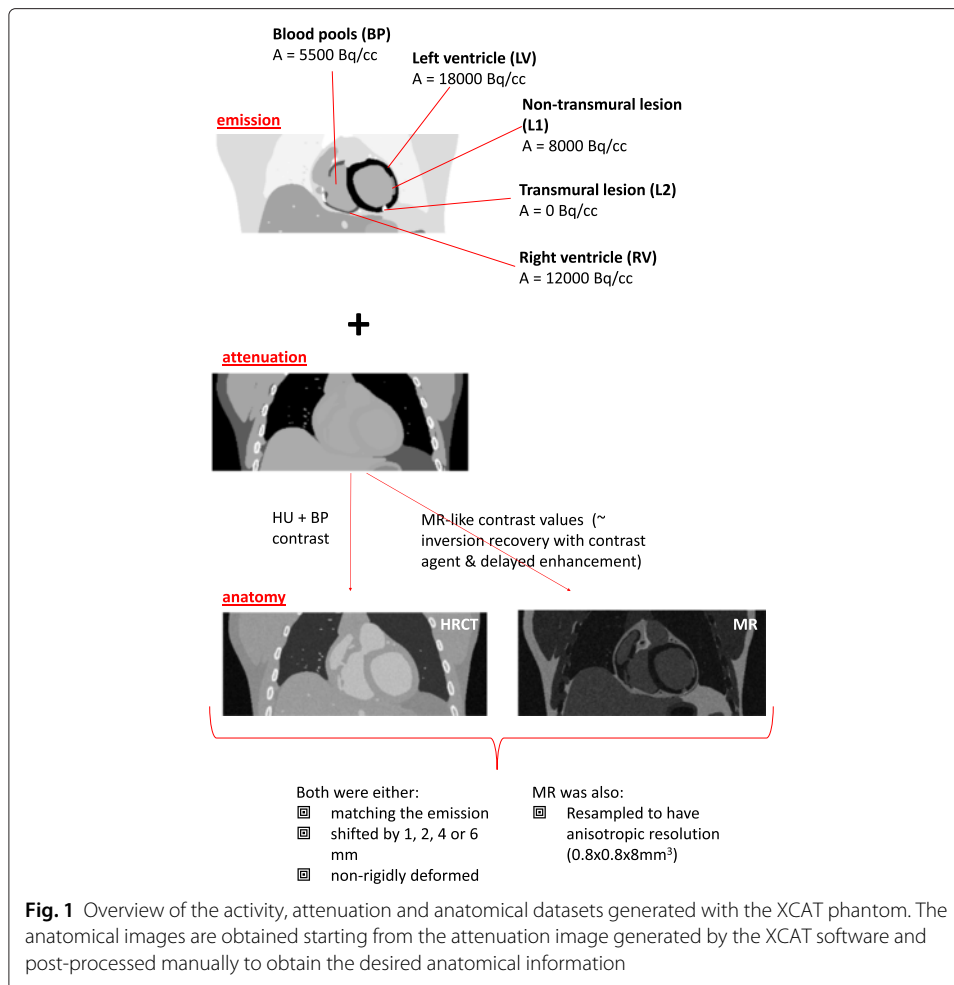 Blood pools (BP)
A = 5500 Bq/cc
Left ventricle (LV)
A = 18000 Bq/cc
Non-transmural lesion
(L1)
A = 8000 Bq/cc
emission
Transmural lesion (L2)
A = 0 Bq/cc
Right ventricle (RV)
A = 12000 Bq/cc
+
attenuation
HU + BP
contrast
MR-like contrast values (~
inversion recovery with contrast
agent & delayed enhancement)
anatomy
HRCT
MR
Both were either:
matching the emission
shifted by 1, 2, 4 or 6
mm
non-rigidly deformed
MR was also:
Resampled to have
anisotropic resolution
(0.8x0.8x8mm³)
Fig. 1 Overview of the activity, attenuation and anatomical datasets generated with the XCAT phantom. The
anatomical images are obtained starting from the attenuation image generated by the XCAT software and
post-processed manually to obtain the desired anatomical information